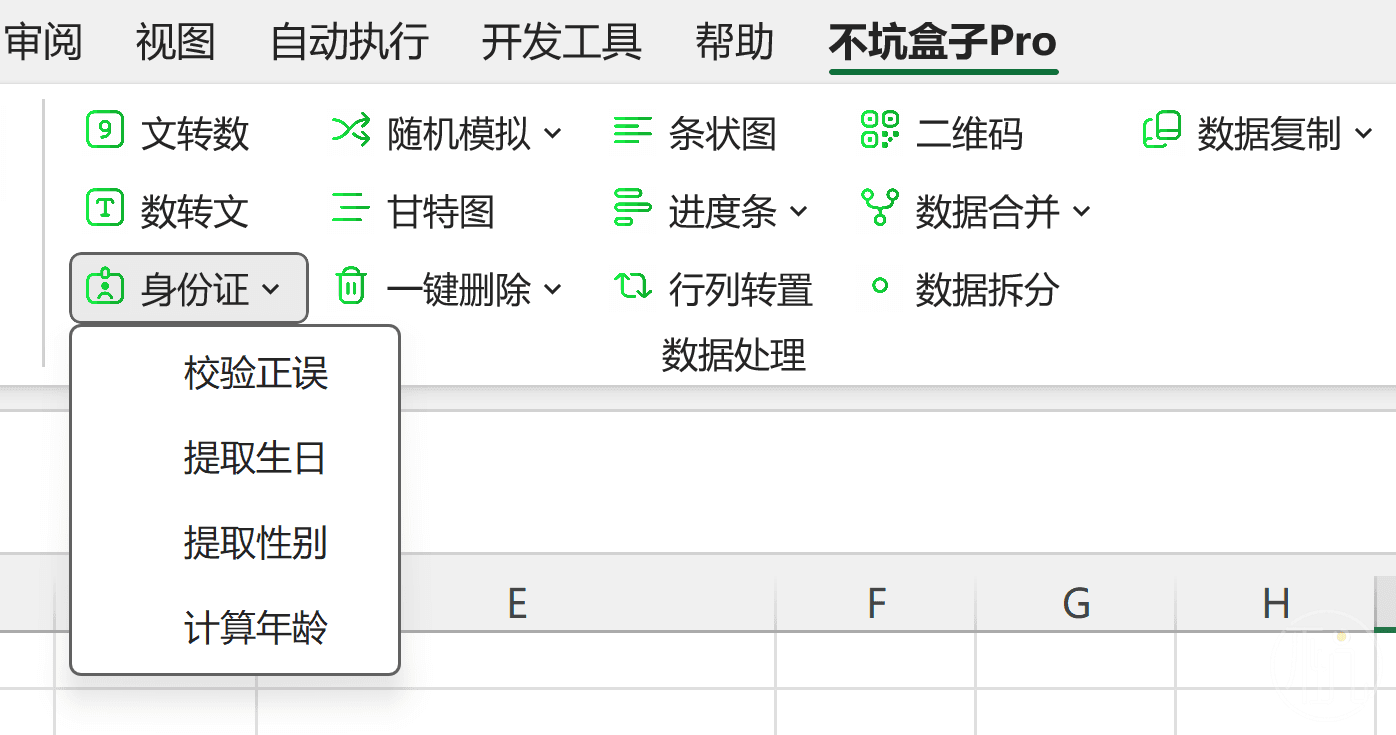 审阅 视图 自动执行 开发工具 帮助 不坑盒子Pro
文转数 随机模拟 条状图 二维码 数据复制
数转文 甘特图 进度条 数据合并
身份证 一键删除 行列转置 数据拆分
数据处理
校验正误
提取生日
提取性别
计算年龄
E F G H